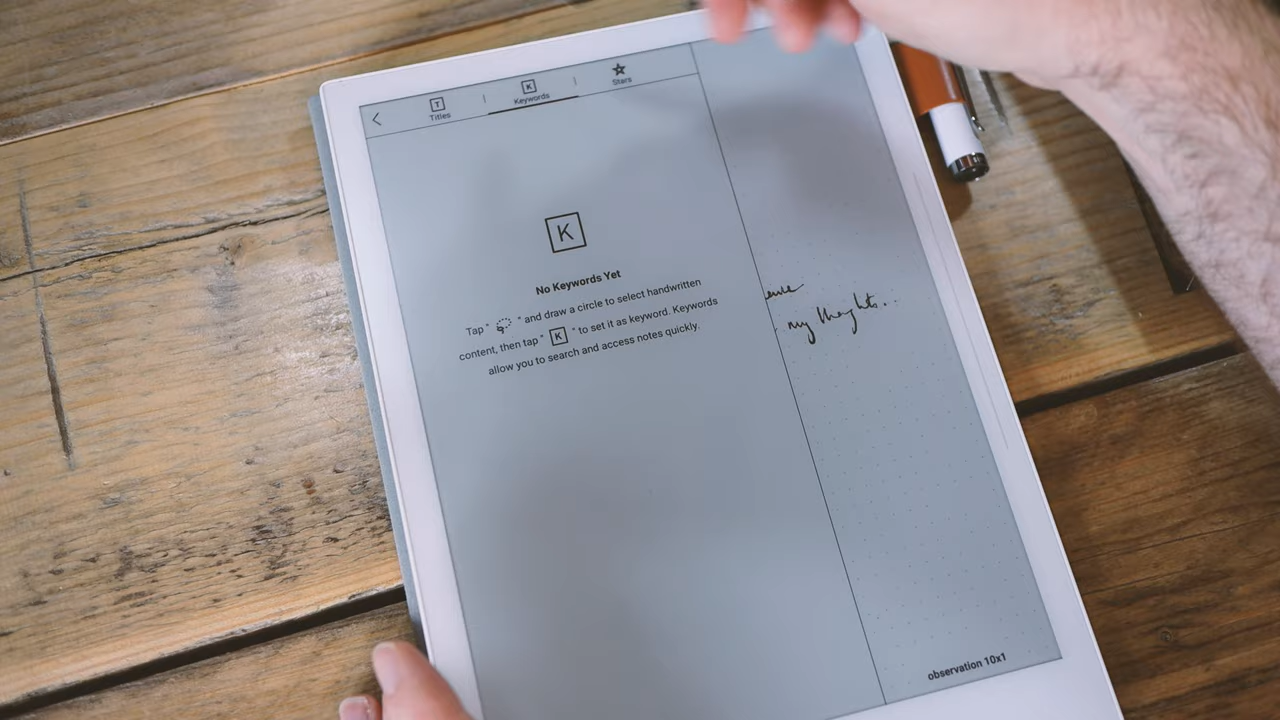 T
Titles
K
Keywords
Stars
K
No Keywords Yet
Tap " " and draw a circle to select handwritten
content, then tap " K " to set it as keyword. Keywords
allow you to search and access notes quickly.
my thoughts...
observation 10x1